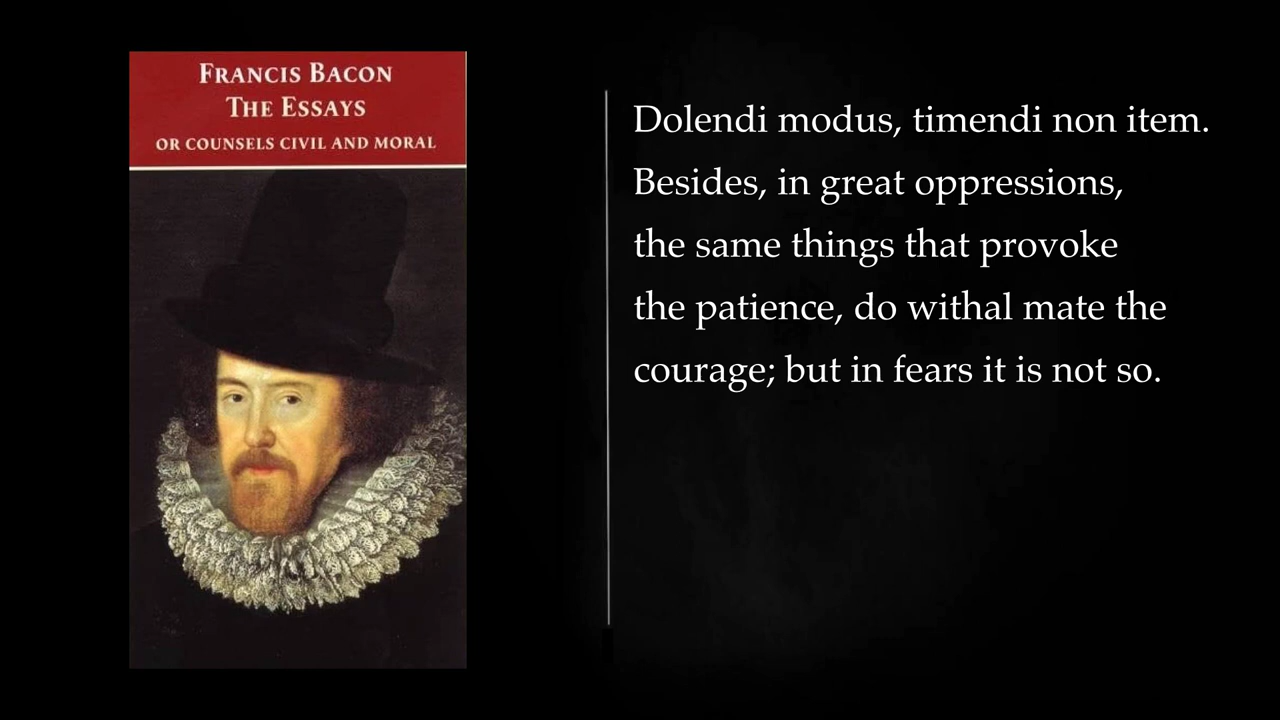 FRANCIS BACON
THE ESSAYS
OR COUNSELS CIVIL AND MORAL
Dolendi modus, timendi non item.
Besides, in great oppressions,
the same things that provoke
the patience, do withal mate the
courage; but in fears it is not so.